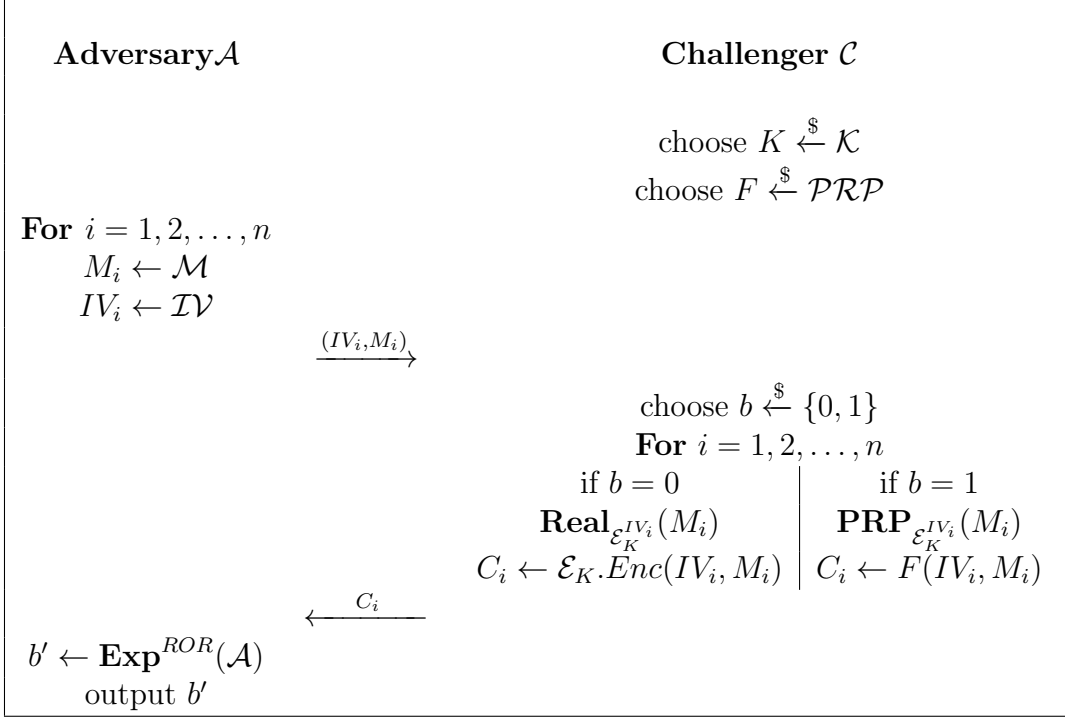 Adversary𝒜 Challenger 𝒞
choose K ←$ 𝒦
choose F ←$ 𝒫ℛ𝒫
For i = 1, 2, . . . , n
M_i ← ℳ
IV_i ← ℐ𝒱
(IV_i,M_i)
choose b ←$ {0, 1}
For i = 1, 2, . . . , n
if b = 0 if b = 1
Real_{ℰ_K^{IV_i}}(M_i) PRP_{ℰ_K^{IV_i}}(M_i)
C_i ← ℰ_K.Enc(IV_i, M_i) C_i ← F(IV_i, M_i)
C_i
b′ ← Exp^{ROR}(𝒜)
output b′